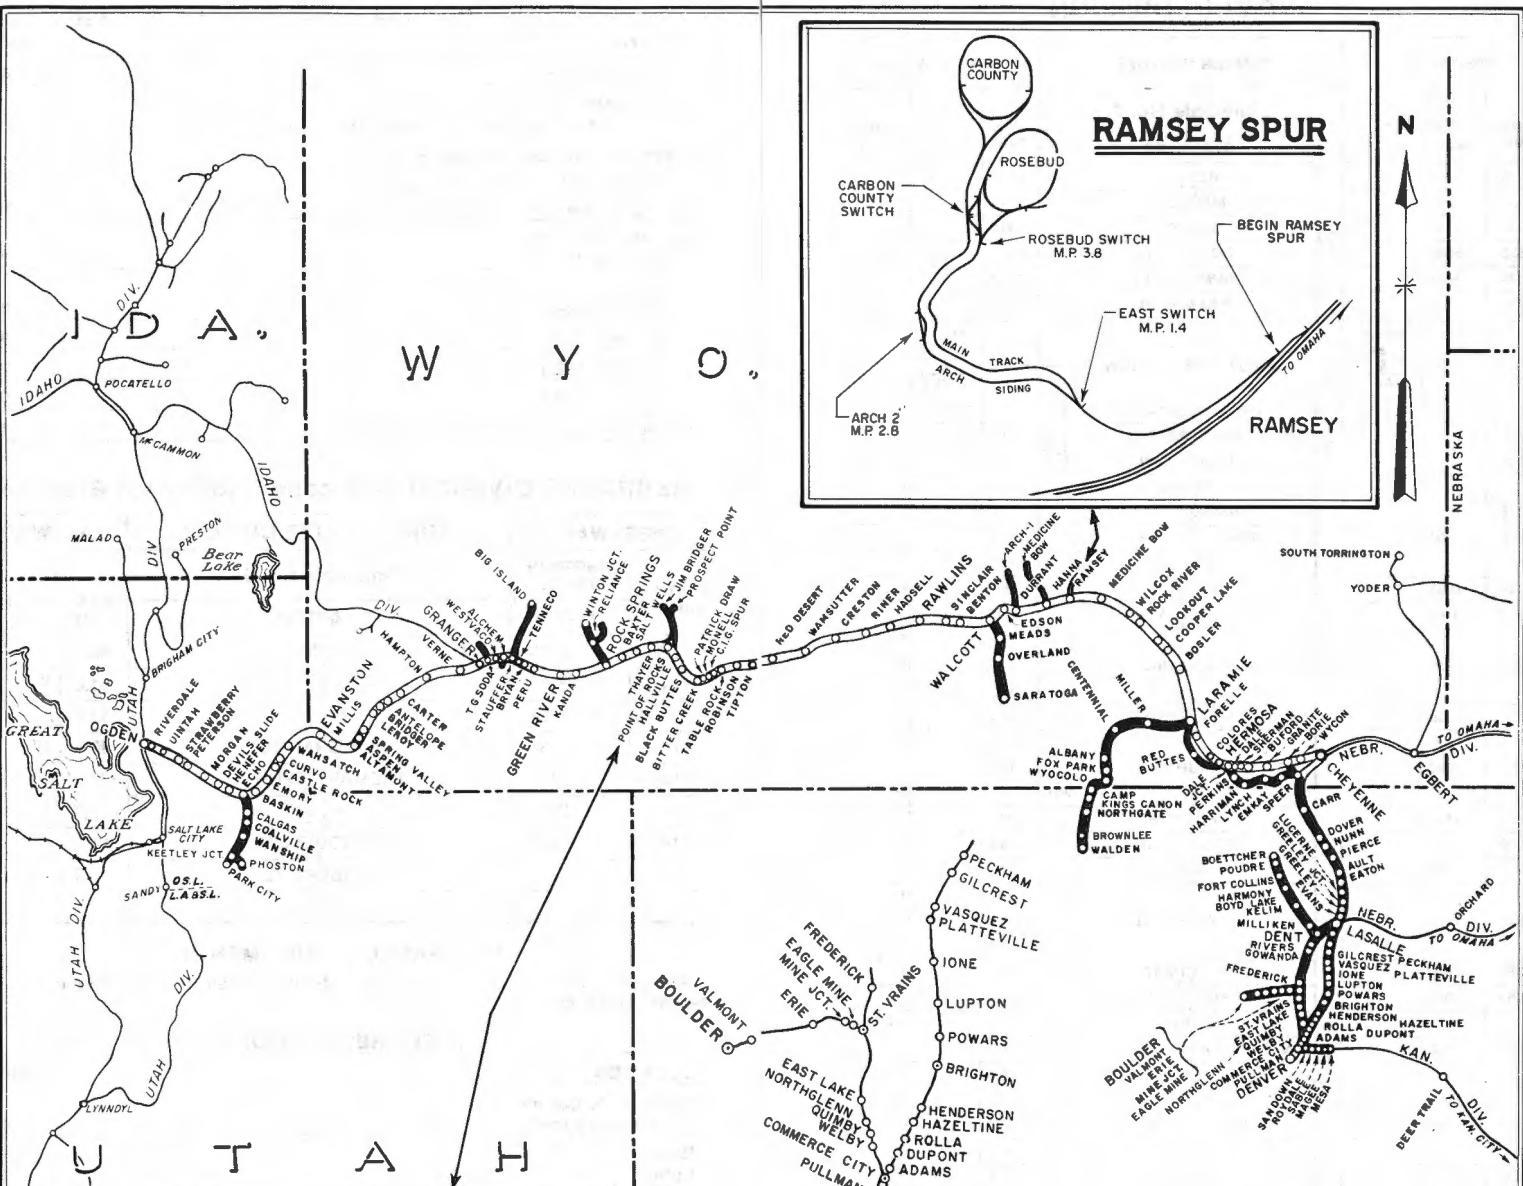 CARBON
COUNTY
RAMSEY SPUR
ROSEBUD
CARBON
COUNTY
SWITCH
ROSEBUD SWITCH
M.P. 3.8
BEGIN RAMSEY
SPUR
EAST SWITCH
M.P. 1.4
MAIN TRACK
ARCH SIDING
TO OMAHA
ARCH 2
M.P. 2.8
RAMSEY
N
IDA.
WYO.
UTAH
NEBRASKA
DIV.
IDAHO
POCATELLO
McCAMMON
IDAHO
DIV.
MALAD
DIV
PRESTON
Bear
Lake
BRIGHAM CITY
UTAH
OGDEN
GREAT
SALT
LAKE
RIVERDALE
UINTAH
STRAWBERRY
PETERSON
MORGAN
DEVILS SLIDE
HENEFER
ECHO
WAHSATCH
CURVO
CASTLE ROCK
EMORY
BASKIN
CALGAS
COALVILLE
WANSHIP
PHOSTON
PARK CITY
SALT LAKE
CITY
KEETLEY JCT.
SANDY
O.S.L.
L.A.& S.L.
UTAH DIV.
UTAH DIV.
LYNNDYL
EVANSTON
MILLIS
HAMPTON
VERNE
GRANGER
WESTVACO
ALCHEM
BIG ISLAND
TENNECO
CARTER
ANTELOPE
BRIDGER
LEROY
SPRING VALLEY
ASPEN
ALTAMONT
T G SODA
STAUFFER
BRYAN
PERU
GREEN RIVER
KANDA
WINTON JCT.
RELIANCE
ROCK SPRINGS
BAXTER
SALT WELLS
JIM BRIDGER
PROSPECT POINT
THAYER
POINT OF ROCKS
HALLVILLE
BLACK BUTTES
BITTER CREEK
PATRICK DRAW
MONELL
C.I.G. SPUR
TABLE ROCK
ROBINSON
TIPTON
RED DESERT
WAMSUTTER
CRESTON
RINER
HADSELL
RAWLINS
SINCLAIR
BENTON
ARCH-1
MEDICINE
BOW
DURRANT
HANNA
RAMSEY
MEDICINE BOW
EDSON
MEADS
WALCOTT
OVERLAND
SARATOGA
WILCOX
ROCK RIVER
LOOKOUT
COOPER LAKE
BOSLER
LARAMIE
FORELLE
CENTENNIAL
MILLER
ALBANY
FOX PARK
WYOCOLO
CAMP
KINGS CANON
NORTHGATE
BROWNLEE
WALDEN
RED
BUTTES
COLORES
HERMOSA
SHERMAN
BUFORD
GRANITE
BORIE
WYCON
DALE
JCT.
PERKINS
HARRIMAN
LYNCH
EMKAY
SPEER
CHEYENNE
NEBR.
DIV.
TO OMAHA
EGBERT
SOUTH TORRINGTON
YODER
CARR
DOVER
NUNN
PIERCE
AULT
EATON
LUCERNE
GREELEY JCT.
GREELEY
EVANS
BOETTCHER
POUDRE
FORT COLLINS
HARMONY
BOYD LAKE
KELIM
MILLIKEN
DENT
RIVERS
GOWANDA
FREDERICK
NEBR.
DIV.
TO OMAHA
ORCHARD
LASALLE
GILCREST PECKHAM
VASQUEZ PLATTEVILLE
IONE
LUPTON
POWARS
BRIGHTON
HENDERSON HAZELTINE
ROLLA DUPONT
ADAMS
KAN.
DIV.
DEER TRAIL
TO KAN. CITY
BOULDER
VALMONT
ERIE
MINE JCT.
EAGLE MINE
ST. VRAINS
EAST LAKE
QUIMBY
WELBY
NORTHGLENN
COMMERCE CITY
PULLMAN
DENVER
SANDOWN
ROYDALE
SABLE
MAGEE
MESA
PECKHAM
GILCREST
VASQUEZ
PLATTEVILLE
IONE
LUPTON
POWARS
BRIGHTON
HENDERSON
HAZELTINE
ROLLA
DUPONT
ADAMS
FREDERICK
EAGLE MINE
MINE JCT.
ERIE
ST. VRAINS
VALMONT
BOULDER
EAST LAKE
NORTHGLENN
QUIMBY
WELBY
COMMERCE CITY
PULLMAN